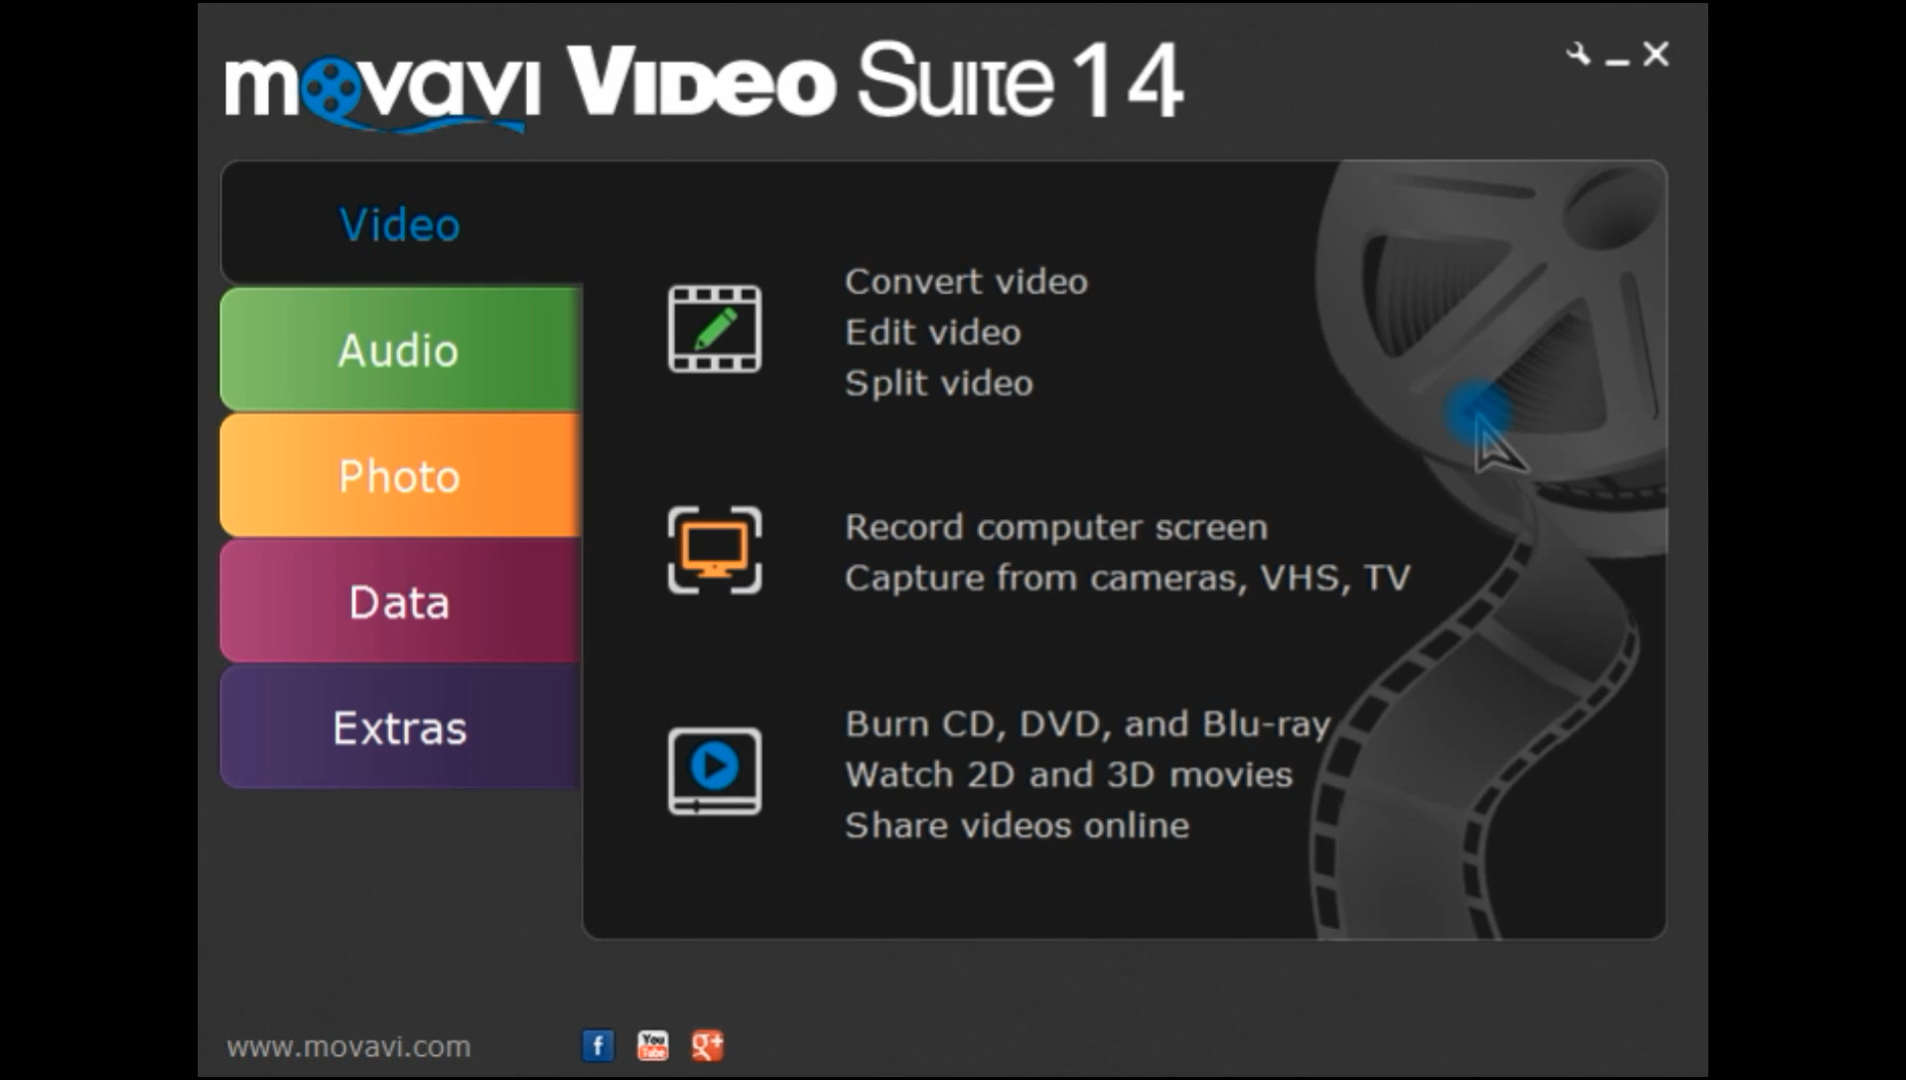 movavi VIDEO SUITE 14
Video
Audio
Photo
Data
Extras
Convert video
Edit video
Split video
Record computer screen
Capture from cameras, VHS, TV
Burn CD, DVD, and Blu-ray
Watch 2D and 3D movies
Share videos online
www.movavi.com
f You Tube g+